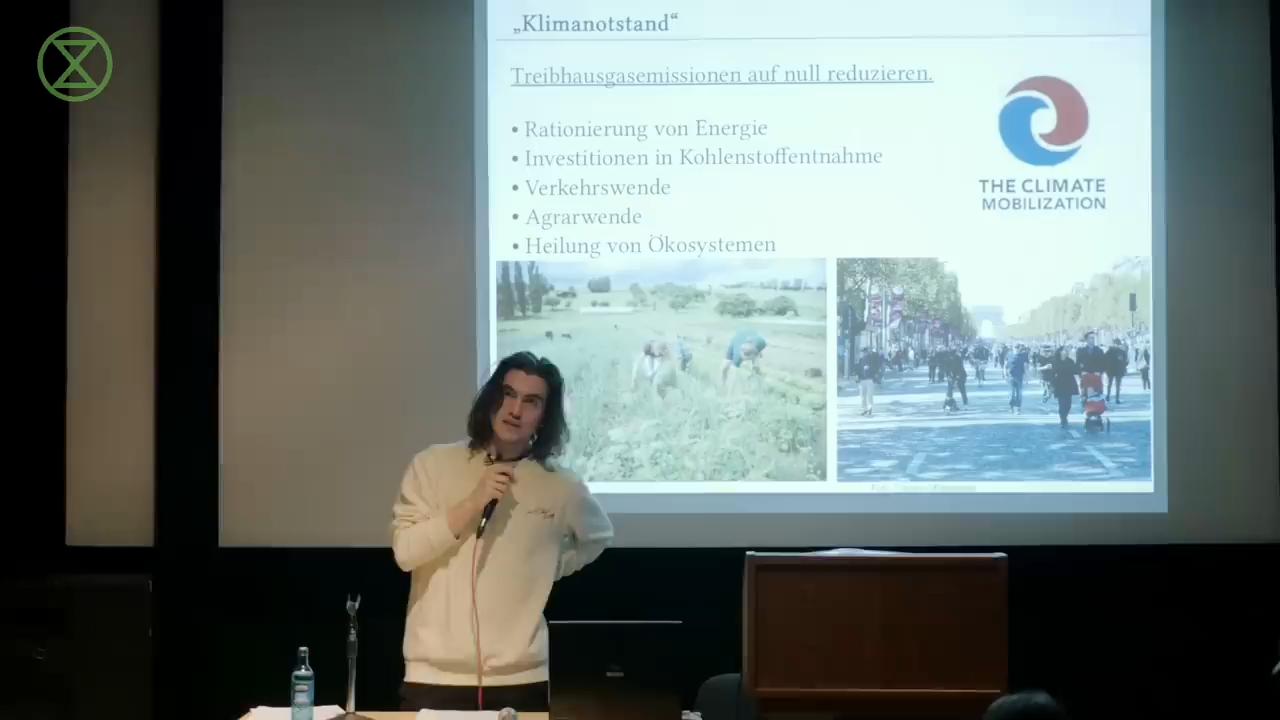 „Klimanotstand“
Treibhausgasemissionen auf null reduzieren.
• Rationierung von Energie
• Investitionen in Kohlenstoffentnahme
• Verkehrswende
• Agrarwende
• Heilung von Ökosystemen
THE CLIMATE
MOBILIZATION